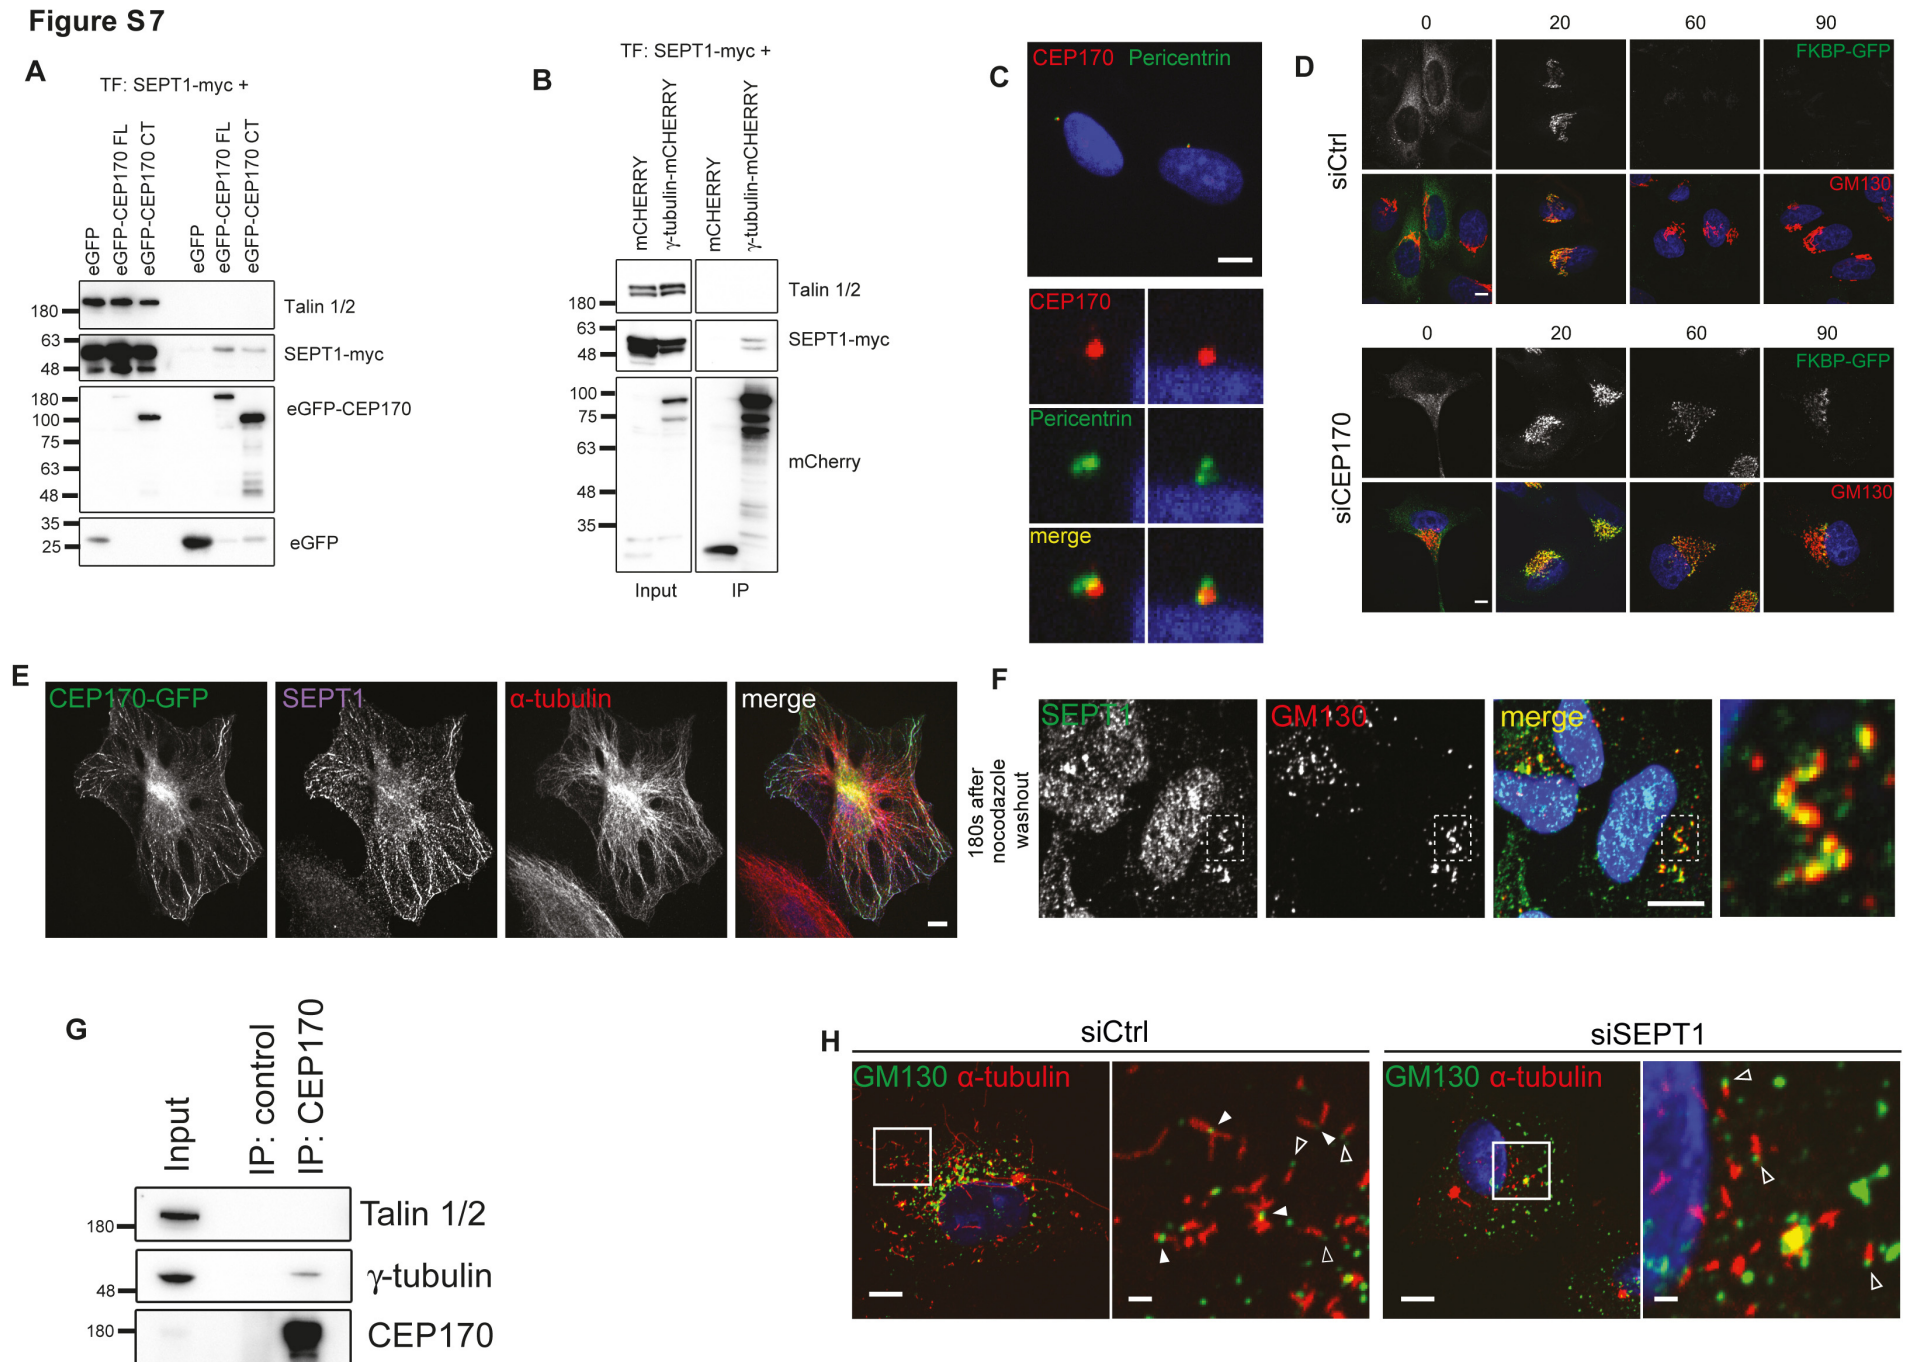 Figure S7
A
TF: SEPT1-myc +
eGFP
eGFP-CEP170 FL
eGFP-CEP170 CT
eGFP
eGFP-CEP170 FL
eGFP-CEP170 CT
180
Talin 1/2
63
48
SEPT1-myc
180
100
75
63
48
eGFP-CEP170
35
25
eGFP
B
TF: SEPT1-myc +
mCHERRY
γ-tubulin-mCHERRY
mCHERRY
γ-tubulin-mCHERRY
180
Talin 1/2
63
48
SEPT1-myc
100
75
63
48
35
mCherry
Input IP
C
CEP170 Pericentrin
CEP170
Pericentrin
merge
D
0 20 60 90
siCtrl
FKBP-GFP
GM130
0 20 60 90
siCEP170
FKBP-GFP
GM130
E
CEP170-GFP SEPT1 α-tubulin merge
F
180s after
nocodazole
washout
SEPT1 GM130 merge
G
Input
IP: control
IP: CEP170
180 Talin 1/2
48 γ-tubulin
180 CEP170
H
siCtrl siSEPT1
GM130 α-tubulin GM130 α-tubulin